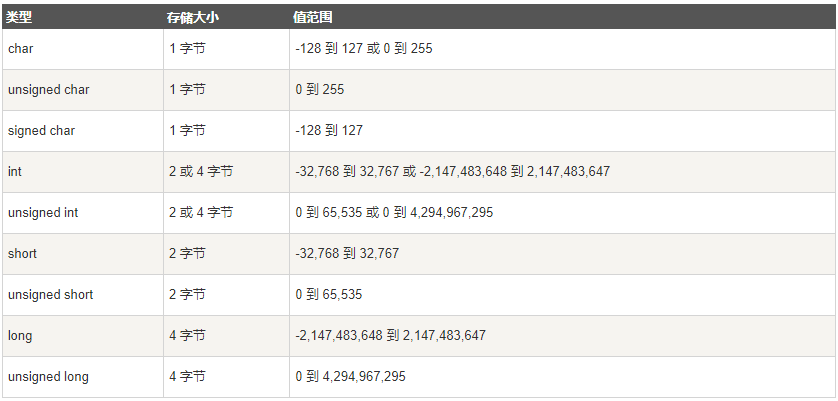 类型 存储大小 值范围
char 1 字节 -128 到 127 或 0 到 255
unsigned char 1 字节 0 到 255
signed char 1 字节 -128 到 127
int 2 或 4 字节 -32,768 到 32,767 或 -2,147,483,648 到 2,147,483,647
unsigned int 2 或 4 字节 0 到 65,535 或 0 到 4,294,967,295
short 2 字节 -32,768 到 32,767
unsigned short 2 字节 0 到 65,535
long 4 字节 -2,147,483,648 到 2,147,483,647
unsigned long 4 字节 0 到 4,294,967,295